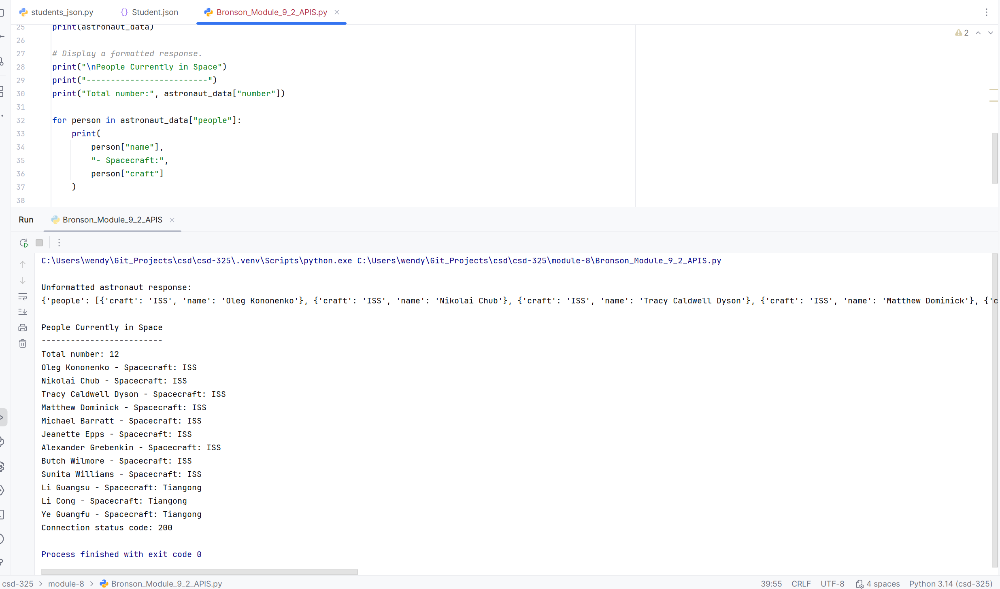 students_json.py Student.json Bronson_Module_9_2_APIS.py
25 print(astronaut_data)
2
26
27 # Display a formatted response.
28 print("\nPeople Currently in Space")
29 print("-------------------------")
30 print("Total number:", astronaut_data["number"])
31
32 for person in astronaut_data["people"]:
33 print(
34 person["name"],
35 "- Spacecraft:",
36 person["craft"]
37 )
38
Run Bronson_Module_9_2_APIS
C:\Users\wendy\Git_Projects\csd\csd-325\.venv\Scripts\python.exe C:\Users\wendy\Git_Projects\csd\csd-325\module-8\Bronson_Module_9_2_APIS.py
Unformatted astronaut response:
{'people': [{'craft': 'ISS', 'name': 'Oleg Kononenko'}, {'craft': 'ISS', 'name': 'Nikolai Chub'}, {'craft': 'ISS', 'name': 'Tracy Caldwell Dyson'}, {'craft': 'ISS', 'name': 'Matthew Dominick'}, {'c
People Currently in Space
-------------------------
Total number: 12
Oleg Kononenko - Spacecraft: ISS
Nikolai Chub - Spacecraft: ISS
Tracy Caldwell Dyson - Spacecraft: ISS
Matthew Dominick - Spacecraft: ISS
Michael Barratt - Spacecraft: ISS
Jeanette Epps - Spacecraft: ISS
Alexander Grebenkin - Spacecraft: ISS
Butch Wilmore - Spacecraft: ISS
Sunita Williams - Spacecraft: ISS
Li Guangsu - Spacecraft: Tiangong
Li Cong - Spacecraft: Tiangong
Ye Guangfu - Spacecraft: Tiangong
Connection status code: 200
Process finished with exit code 0
csd-325 > module-8 > Bronson_Module_9_2_APIS.py 39:55 CRLF UTF-8 4 spaces Python 3.14 (csd-325)